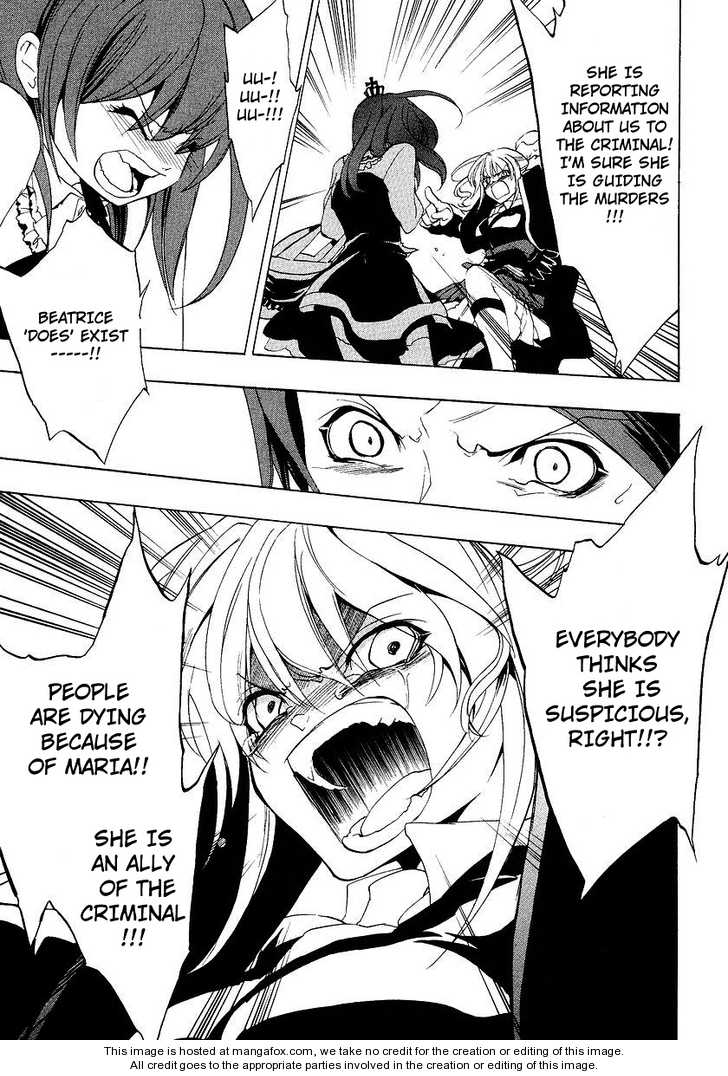 SHE IS
REPORTING
INFORMATION
ABOUT US TO
THE CRIMINAL!
I'M SURE SHE
IS GUIDING
THE MURDERS
!!!
UU-!
UU-!!
UU-!!!
BEATRICE
'DOES' EXIST
-----!!
EVERYBODY
THINKS
SHE IS
SUSPICIOUS,
RIGHT!!?
PEOPLE
ARE DYING
BECAUSE
OF MARIA!!
SHE IS
AN ALLY
OF THE
CRIMINAL
!!!
This image is hosted at mangafox.com, we take no credit for the creation or editing of this image.
All credit goes to the appropriate parties involved in the creation or editing of this image.